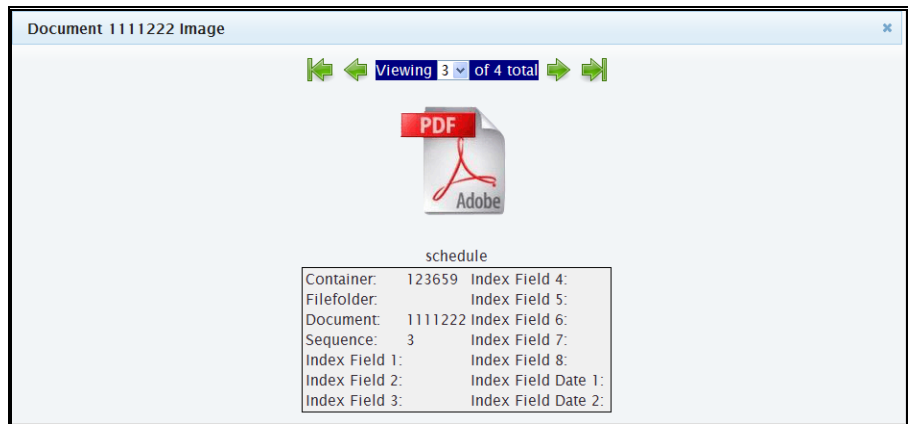 Document 1111222 Image
Viewing 3 of 4 total
PDF
Adobe
schedule
Container: 123659 Index Field 4:
Filefolder: Index Field 5:
Document: 1111222 Index Field 6:
Sequence: 3 Index Field 7:
Index Field 1: Index Field 8:
Index Field 2: Index Field Date 1:
Index Field 3: Index Field Date 2: